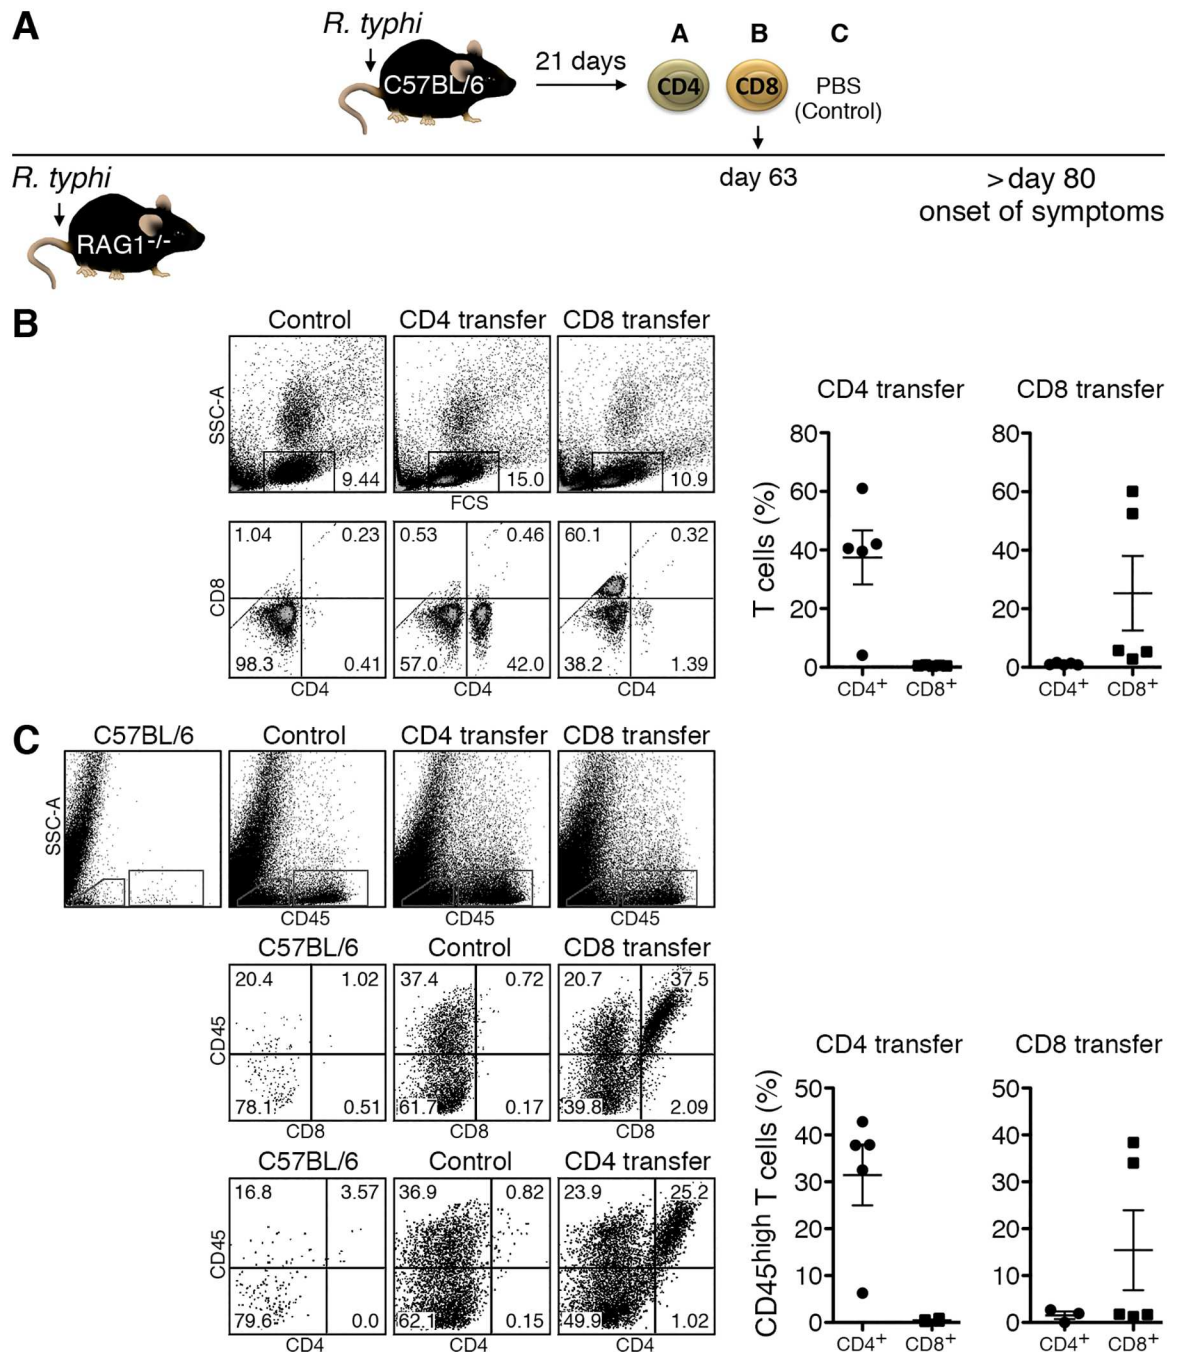 A
R. typhi
C57BL/6
21 days
A B C
CD4 CD8 PBS
(Control)
R. typhi
RAG1-/-
day 63
>day 80
onset of symptoms
B
Control CD4 transfer CD8 transfer
SSC-A
9.44 15.0 10.9
FCS
1.04 0.23 0.53 0.46 60.1 0.32
CD8
98.3 0.41 57.0 42.0 38.2 1.39
CD4 CD4 CD4
CD4 transfer CD8 transfer
T cells (%)
80 80
60 60
40 40
20 20
0 0
CD4+ CD8+ CD4+ CD8+
C
C57BL/6 Control CD4 transfer CD8 transfer
SSC-A
CD45 CD45 CD45
C57BL/6 Control CD8 transfer
20.4 1.02 37.4 0.72 20.7 37.5
CD45
78.1 0.51 61.7 0.17 39.8 2.09
CD8 CD8 CD8
C57BL/6 Control CD4 transfer
16.8 3.57 36.9 0.82 23.9 25.2
CD45
79.6 0.0 62.1 0.15 49.9 1.02
CD4 CD4 CD4
CD4 transfer CD8 transfer
CD45high T cells (%)
50 50
40 40
30 30
20 20
10 10
0 0
CD4+ CD8+ CD4+ CD8+